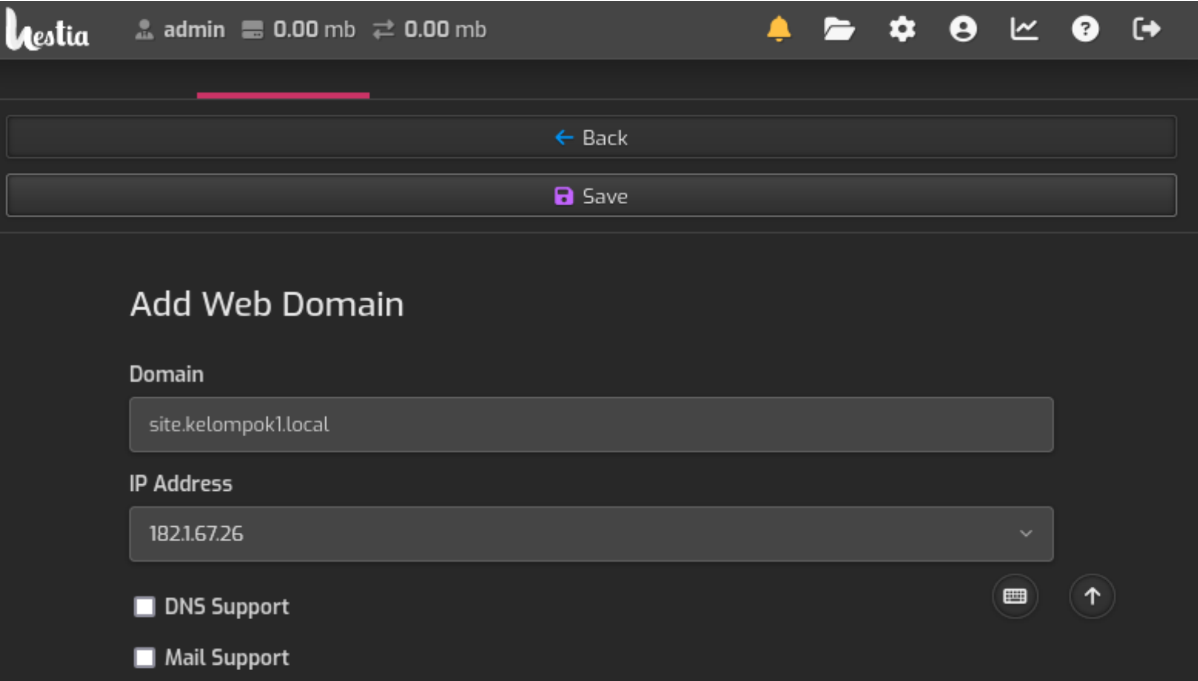 hestia admin 0.00 mb 0.00 mb
Back
Save
Add Web Domain
Domain
site.kelompok1.local
IP Address
182.1.67.26
DNS Support
Mail Support